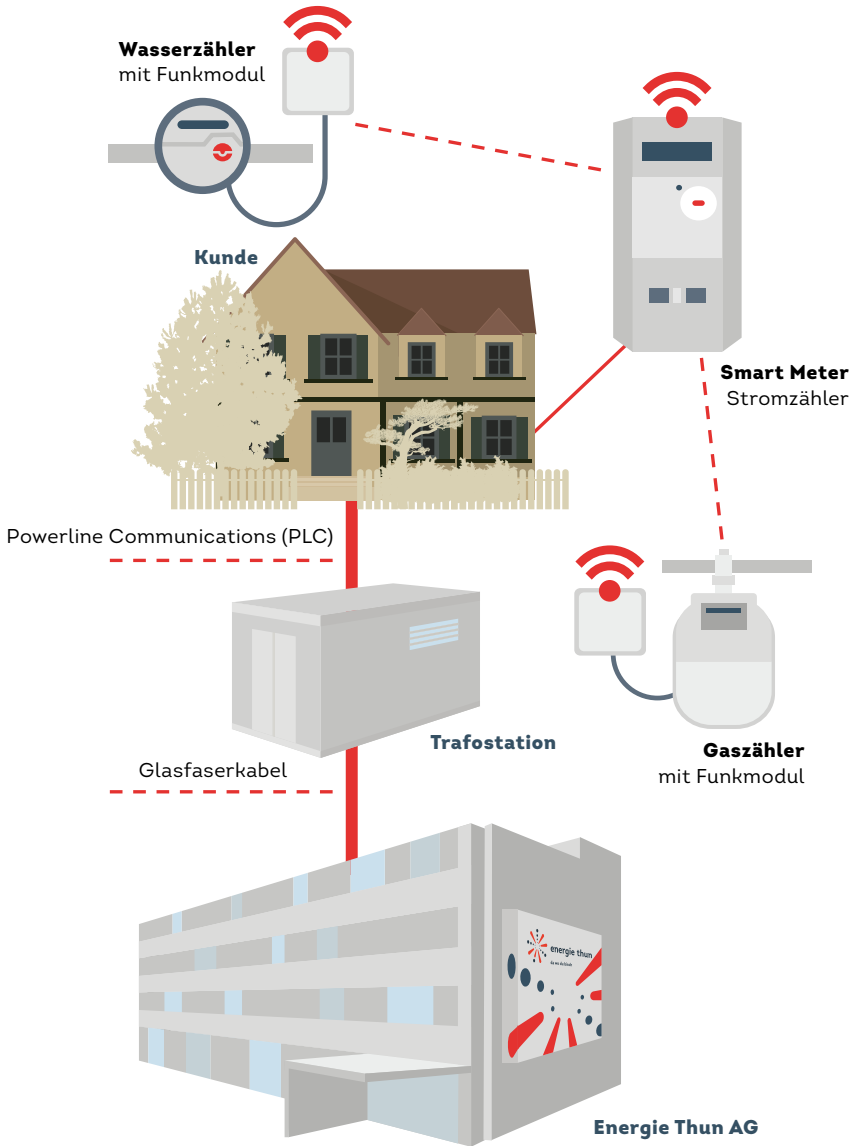 Wasserzähler
mit Funkmodul
Kunde
Smart Meter
Stromzähler
Powerline Communications (PLC)
Trafostation
Gaszähler
mit Funkmodul
Glasfaserkabel
energie thun
Energie Thun AG